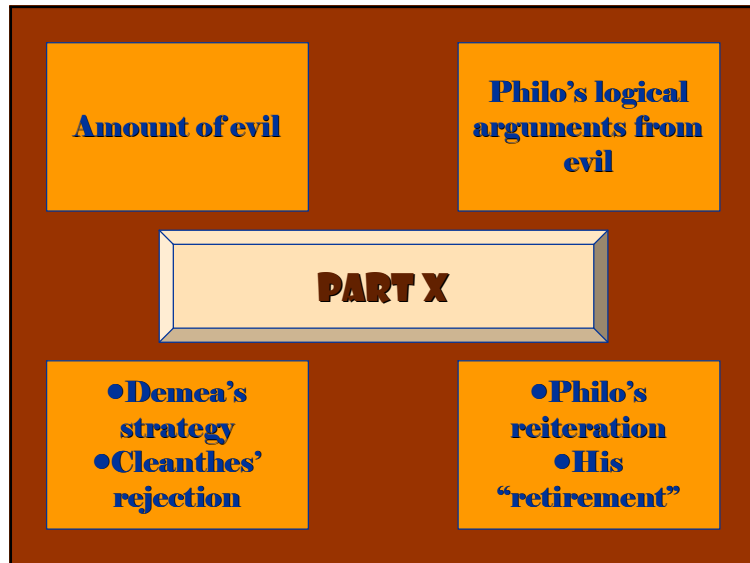 Amount of evil
Philo's logical
arguments from
evil
PART X
●Demea's
strategy
●Cleanthes'
rejection
●Philo's
reiteration
●His
“retirement”